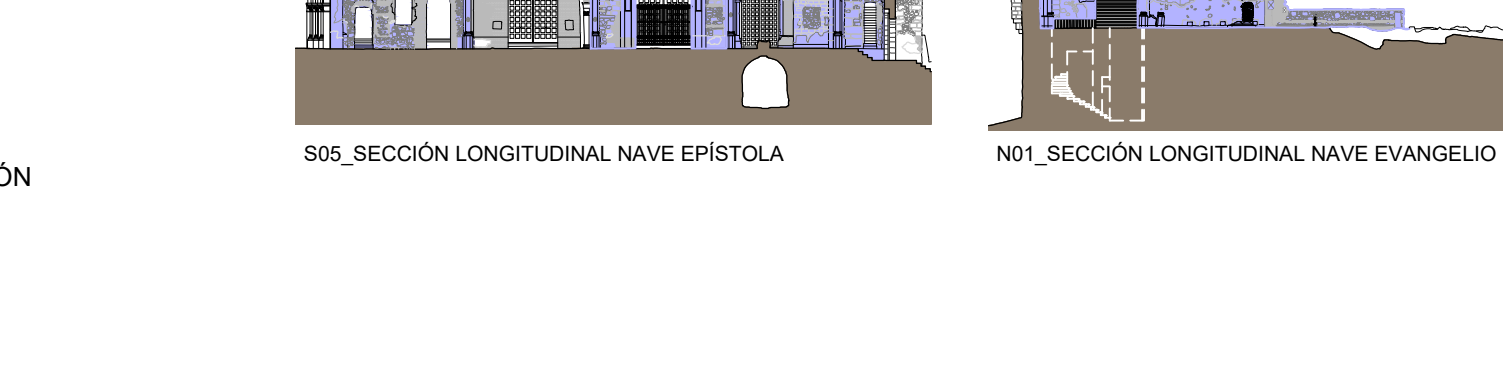 S05_SECCIÓN LONGITUDINAL NAVE EPÍSTOLA
N01_SECCIÓN LONGITUDINAL NAVE EVANGELIO
ÓN